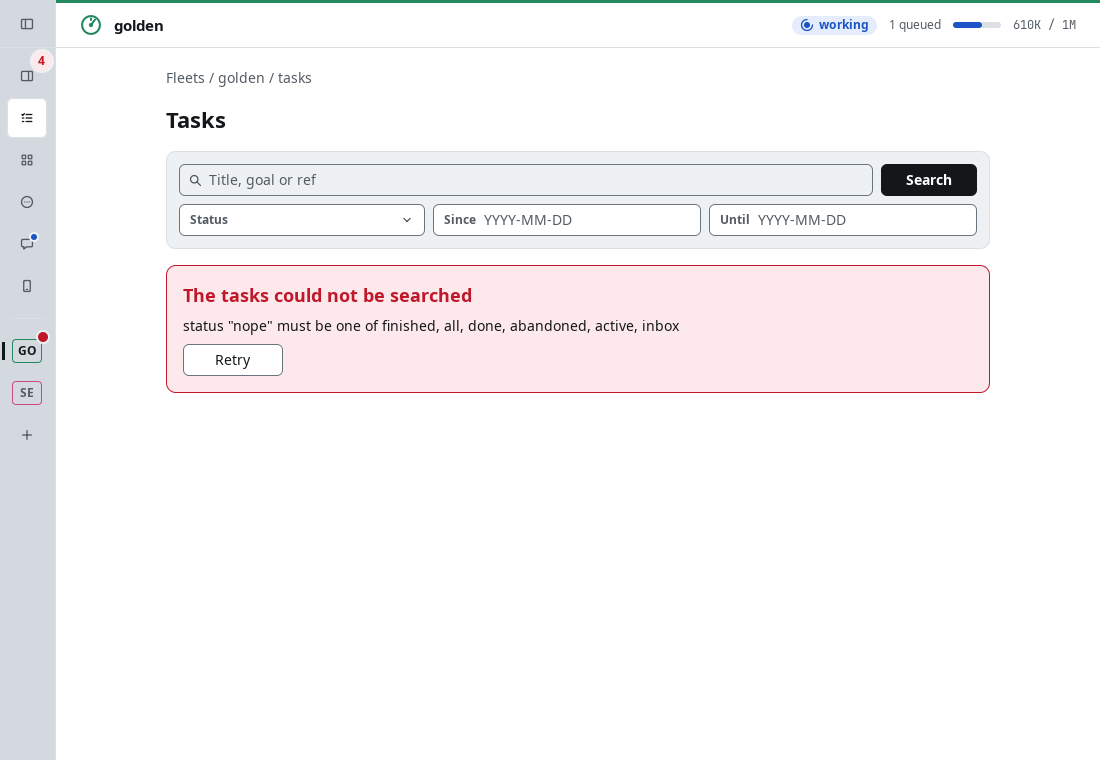 golden
working
1 queued
610K / 1M
4
Fleets / golden / tasks
Tasks
Title, goal or ref
Search
Status
Since YYYY-MM-DD
Until YYYY-MM-DD
The tasks could not be searched
status "nope" must be one of finished, all, done, abandoned, active, inbox
Retry
GO
SE